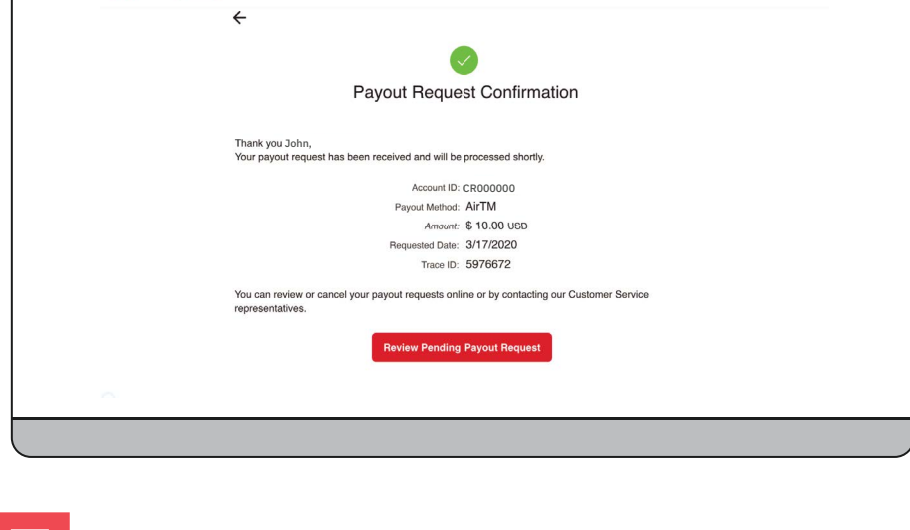 Payout Request Confirmation
Thank you John,
Your payout request has been received and will be processed shortly.
Account ID: CR000000
Payout Method: AirTM
Amount: $ 10.00 USD
Requested Date: 3/17/2020
Trace ID: 5976672
You can review or cancel your payout requests online or by contacting our Customer Service
representatives.
Review Pending Payout Request